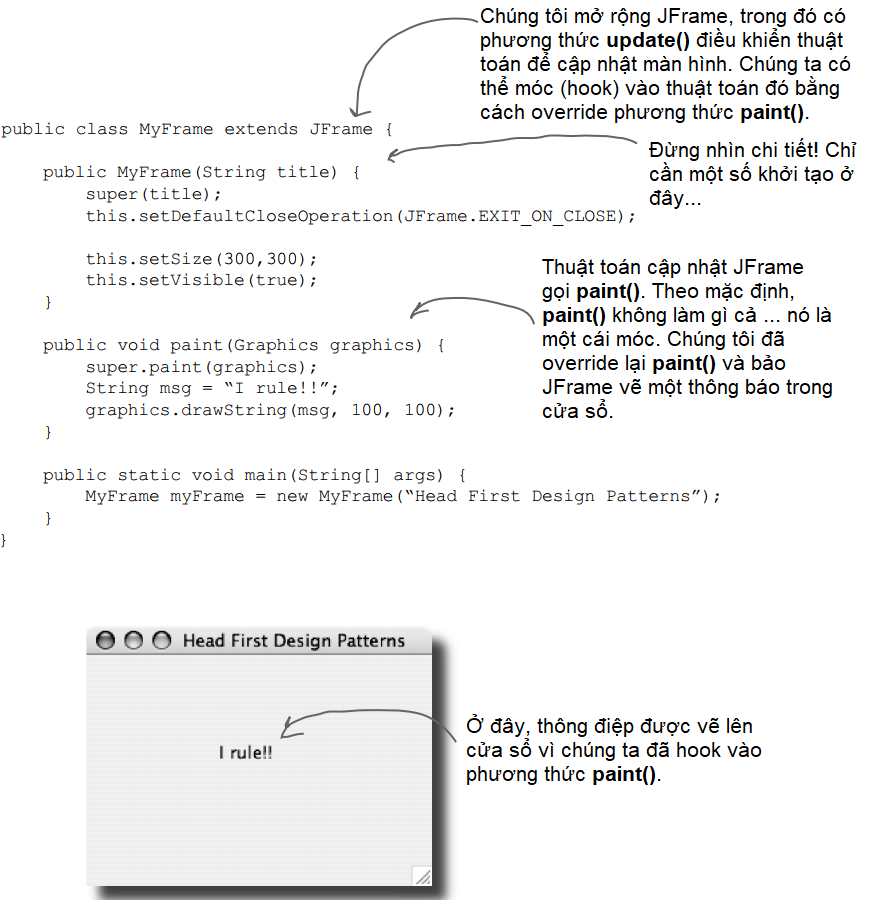 Chúng tôi mở rộng JFrame, trong đó có
phương thức update() điều khiển thuật
toán để cập nhật màn hình. Chúng ta có
thể móc (hook) vào thuật toán đó bằng
cách override phương thức paint().
public class MyFrame extends JFrame {
Đừng nhìn chi tiết! Chỉ
cần một số khởi tạo ở
đây...
public MyFrame(String title) {
super(title);
this.setDefaultCloseOperation(JFrame.EXIT_ON_CLOSE);
this.setSize(300,300);
this.setVisible(true);
}
Thuật toán cập nhật JFrame
gọi paint(). Theo mặc định,
paint() không làm gì cả ... nó là
một cái móc. Chúng tôi đã
override lại paint() và bảo
JFrame vẽ một thông báo trong
cửa sổ.
public void paint(Graphics graphics) {
super.paint(graphics);
String msg = “I rule!!”;
graphics.drawString(msg, 100, 100);
}
public static void main(String[] args) {
MyFrame myFrame = new MyFrame(“Head First Design Patterns”);
}
}
Head First Design Patterns
I rule!!
Ở đây, thông điệp được vẽ lên
cửa sổ vì chúng ta đã hook vào
phương thức paint().